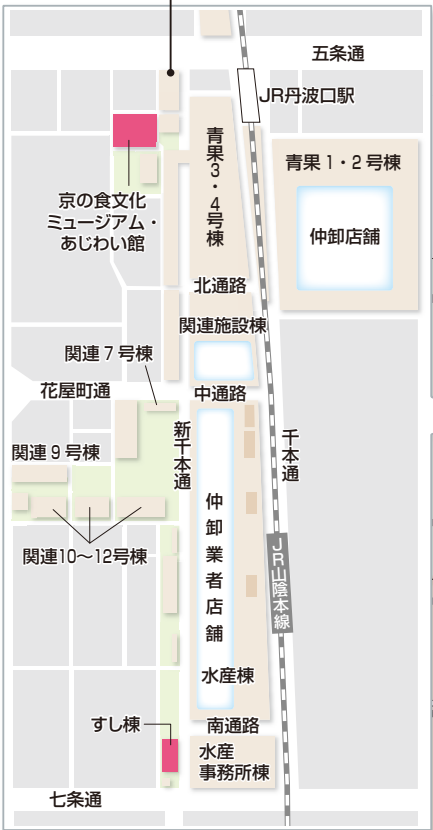 五条通
JR丹波口駅
青果3・4号棟
青果1・2号棟
仲卸店舗
京の食文化
ミュージアム・
あじわい館
北通路
関連施設棟
関連7号棟
花屋町通
中通路
新千本通
千本通
関連9号棟
仲卸業者店舗
関連10〜12号棟
JR山陰本線
水産棟
すし棟
南通路
水産
事務所棟
七条通